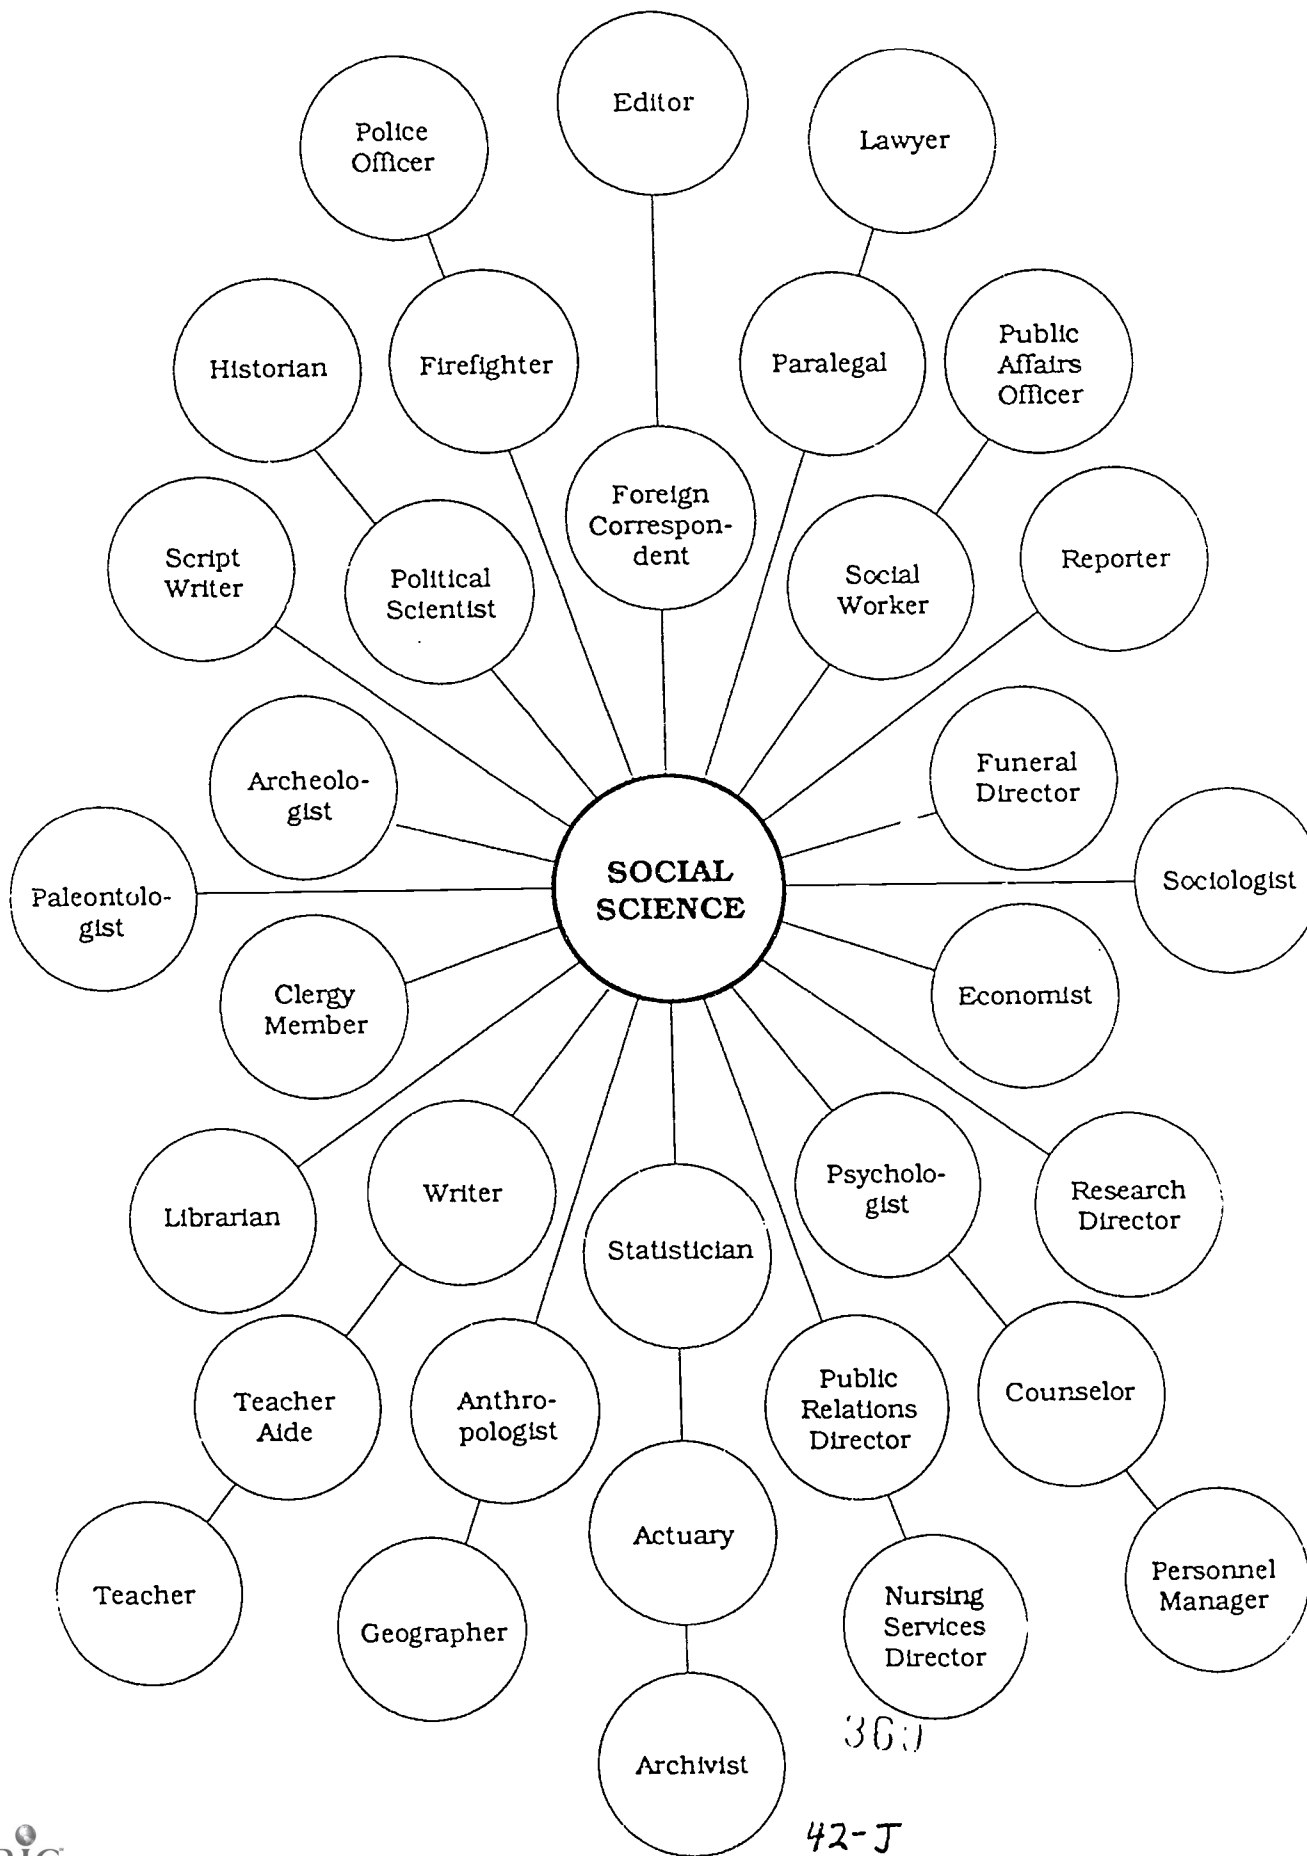 Editor
Police
Officer
Lawyer
Historian
Firefighter
Paralegal
Public
Affairs
Officer
Script
Writer
Political
Scientist
Foreign
Correspon-
dent
Social
Worker
Reporter
Archeolo-
gist
Funeral
Director
Paleontolo-
gist
SOCIAL
SCIENCE
Sociologist
Clergy
Member
Economist
Librarian
Writer
Statistician
Psycholo-
gist
Research
Director
Teacher
Aide
Anthro-
pologist
Public
Relations
Director
Counselor
Teacher
Geographer
Actuary
Nursing
Services
Director
Personnel
Manager
Archivist
42-J